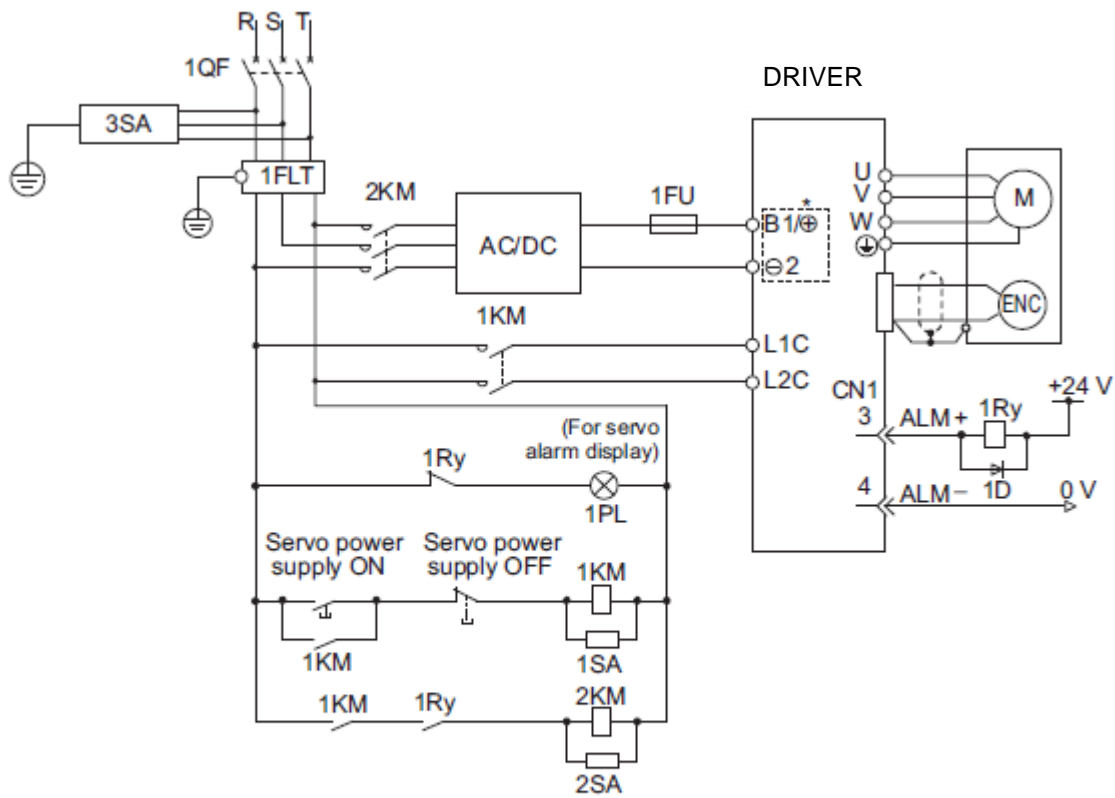 R S T
1QF
DRIVER
3SA
1FLT
2KM
1FU
U
V
W
M
AC/DC
B1/⊕*
⊖2
1KM
ENC
L1C
L2C
CN1
+24 V
3
ALM+
1Ry
(For servo
alarm display)
1Ry
1PL
4
ALM−
1D
0 V
Servo power
supply ON
Servo power
supply OFF
1KM
1KM
1SA
1KM
1Ry
2KM
2SA